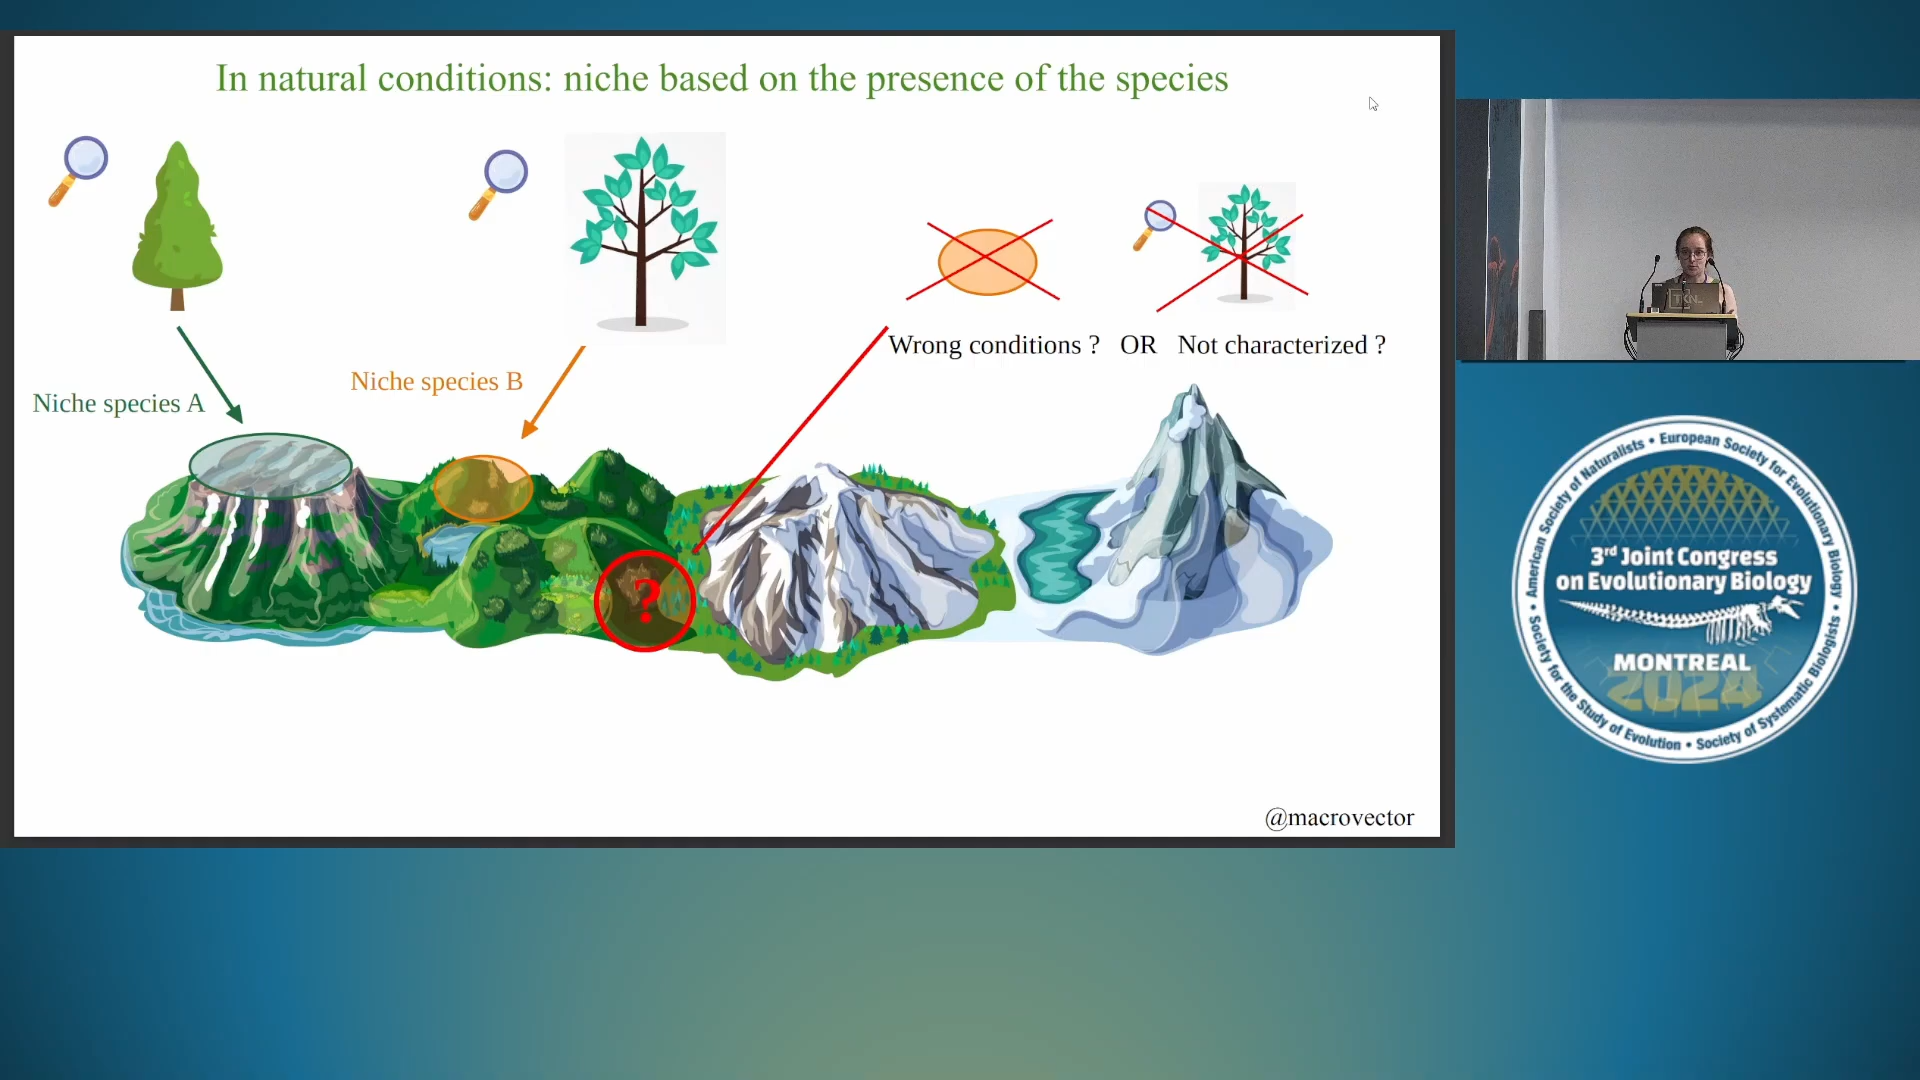 In natural conditions: niche based on the presence of the species
Wrong conditions ?   OR   Not characterized ?
Niche species B
Niche species A
?
@macrovector
American Society of Naturalists • European Society for Evolutionary Biology • Society of Systematic Biologists • Society for the Study of Evolution •
3rd Joint Congress
on Evolutionary Biology
MONTREAL
2024